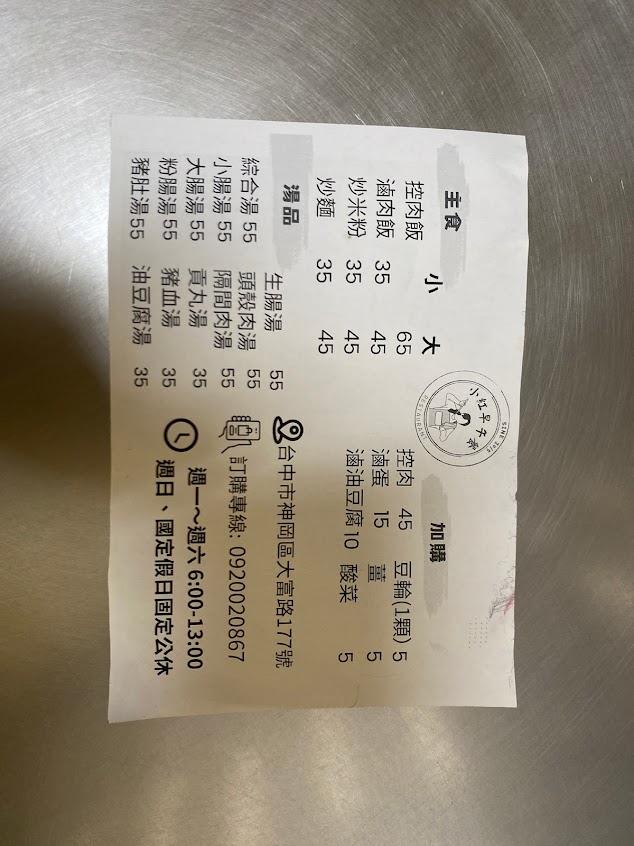 主食 小 大
控肉飯 65
滷肉飯 35 45
炒米粉 35 45
炒麵 35 45
湯品
生腸湯 55
綜合湯 55 頭殼肉湯 55
小腸湯 55 隔間肉湯 55
大腸湯 55 貢丸湯 35
粉腸湯 55 豬血湯 35
豬肚湯 55 油豆腐湯 35
小紅早午餐
RESTAURANT
加購
控肉 45 豆輪(1顆) 5
滷蛋 15 薑 5
滷油豆腐 10 酸菜 5
台中市神岡區大富路177號
訂購專線: 0920020867
週一～週六 6:00-13:00
週日、國定假日固定公休